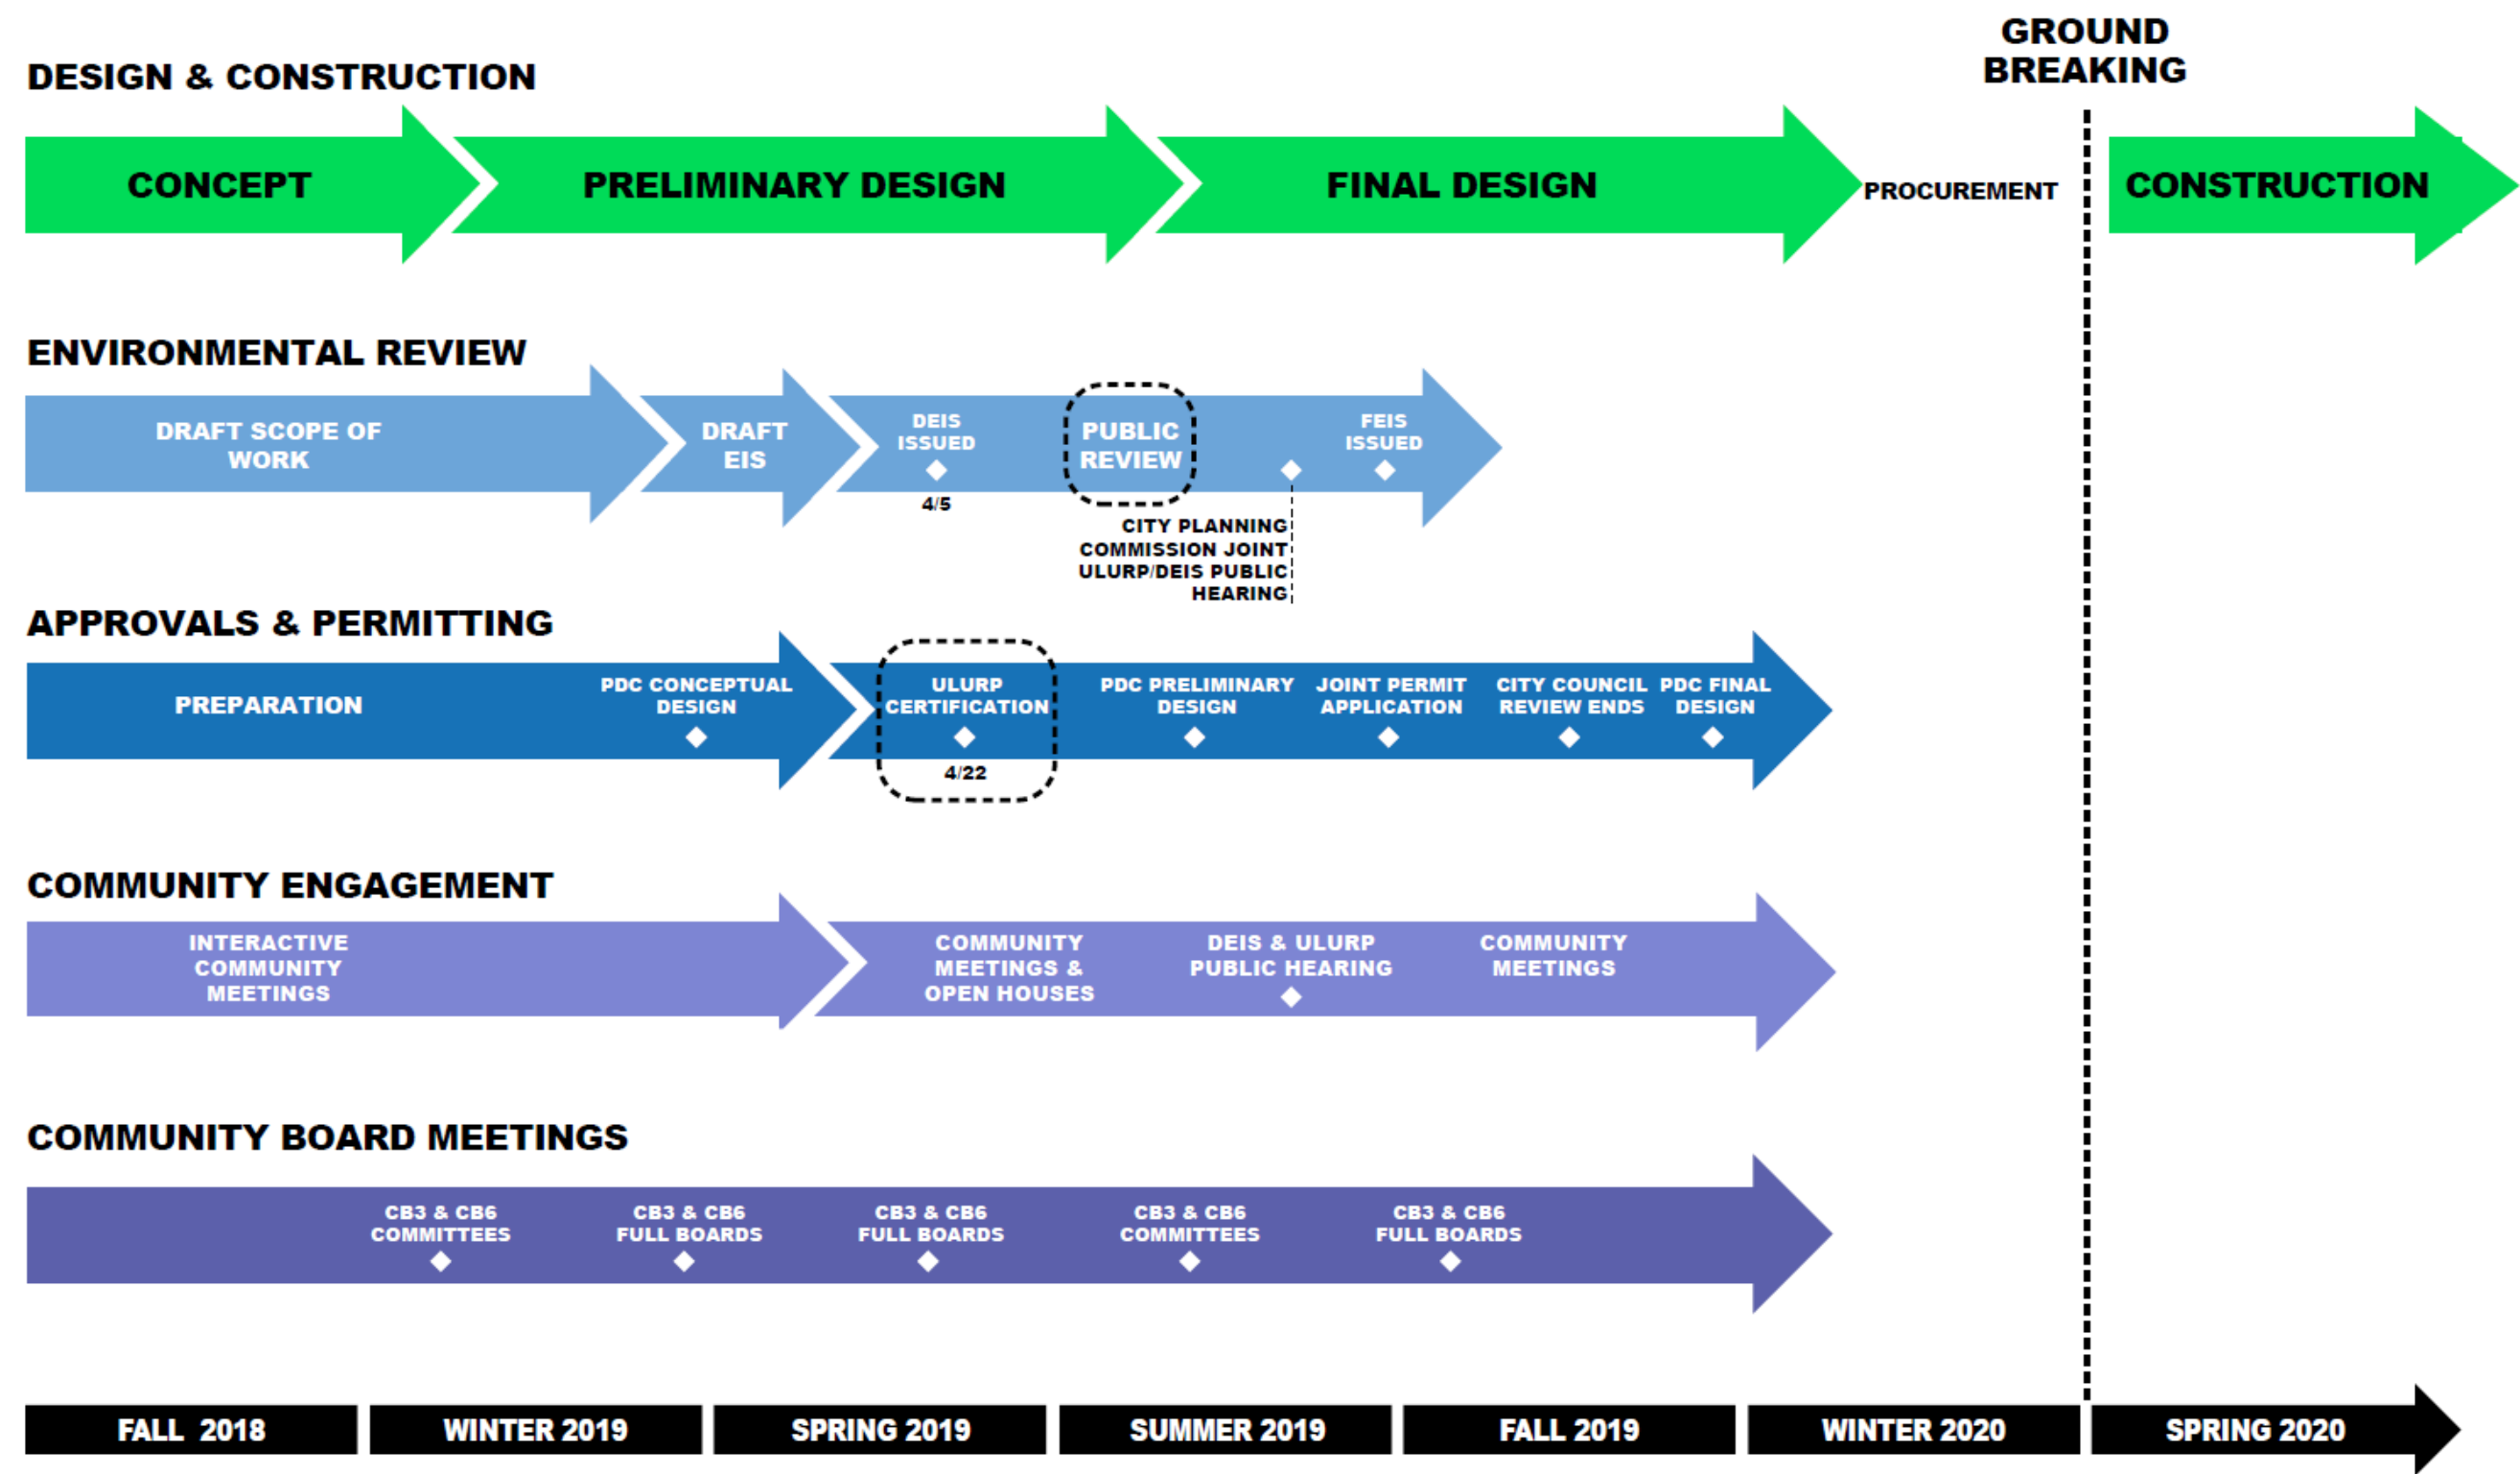 GROUND
BREAKING
DESIGN & CONSTRUCTION
CONCEPT
PRELIMINARY DESIGN
FINAL DESIGN
PROCUREMENT
CONSTRUCTION
ENVIRONMENTAL REVIEW
DRAFT SCOPE OF
WORK
DRAFT
EIS
DEIS
ISSUED
4/5
PUBLIC
REVIEW
CITY PLANNING
COMMISSION JOINT
ULURP/DEIS PUBLIC
HEARING
FEIS
ISSUED
APPROVALS & PERMITTING
PREPARATION
PDC CONCEPTUAL
DESIGN
ULURP
CERTIFICATION
4/22
PDC PRELIMINARY
DESIGN
JOINT PERMIT
APPLICATION
CITY COUNCIL
REVIEW ENDS
PDC FINAL
DESIGN
COMMUNITY ENGAGEMENT
INTERACTIVE
COMMUNITY
MEETINGS
COMMUNITY
MEETINGS &
OPEN HOUSES
DEIS & ULURP
PUBLIC HEARING
COMMUNITY
MEETINGS
COMMUNITY BOARD MEETINGS
CB3 & CB6
COMMITTEES
CB3 & CB6
FULL BOARDS
CB3 & CB6
FULL BOARDS
CB3 & CB6
COMMITTEES
CB3 & CB6
FULL BOARDS
FALL 2018
WINTER 2019
SPRING 2019
SUMMER 2019
FALL 2019
WINTER 2020
SPRING 2020